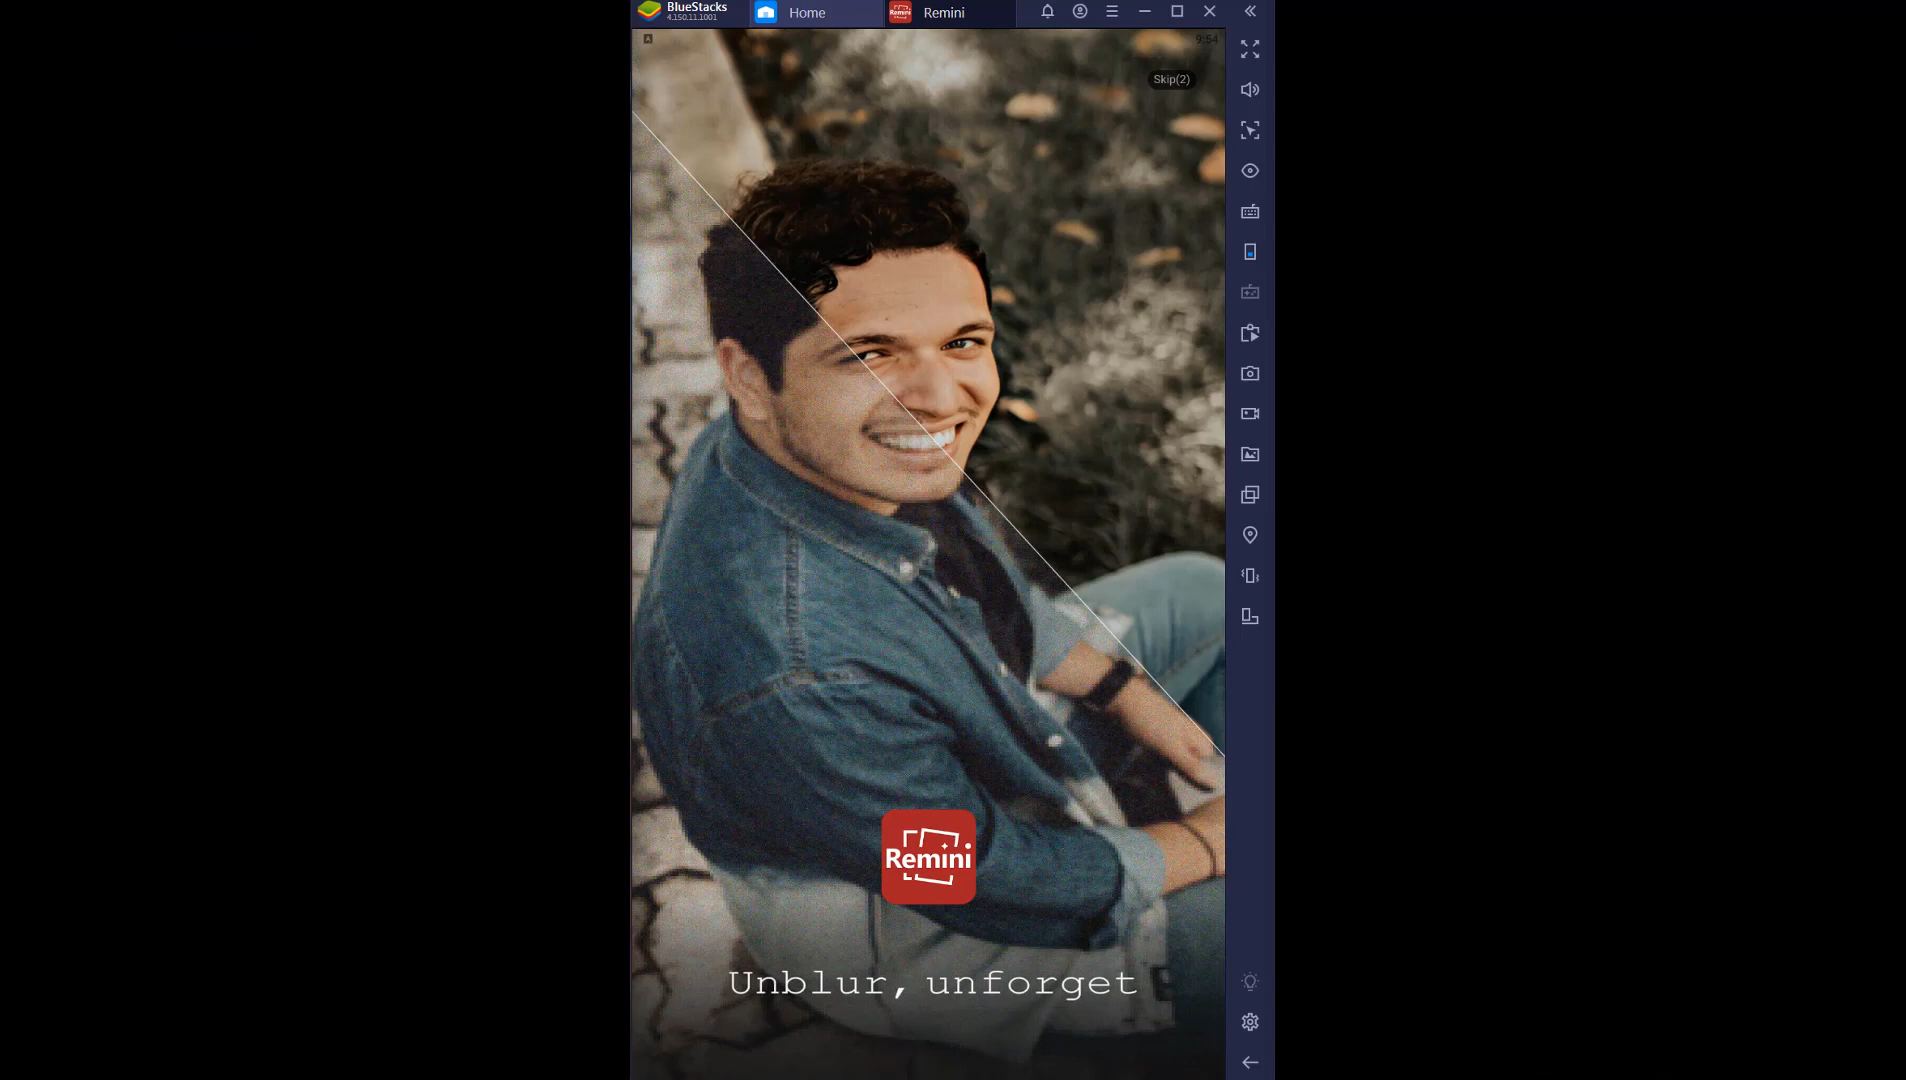 BlueStacks
4.150.11.1001
Home
Remini
9:54
Skip(2)
Remini
Unblur, unforget